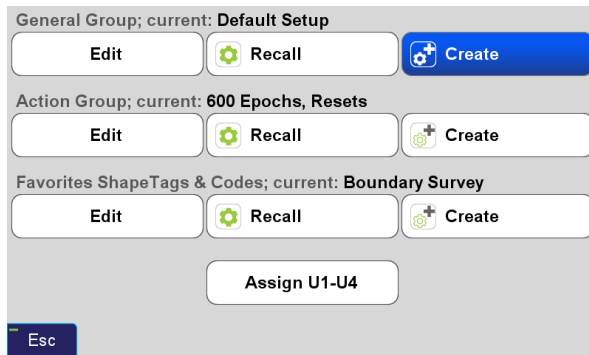 General Group; current: Default Setup
Edit Recall Create
Action Group; current: 600 Epochs, Resets
Edit Recall Create
Favorites ShapeTags & Codes; current: Boundary Survey
Edit Recall Create
Assign U1-U4
Esc